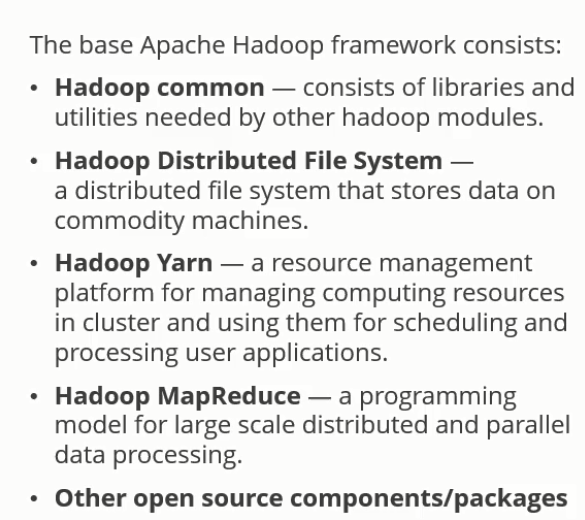 The base Apache Hadoop framework consists:
• Hadoop common — consists of libraries and
utilities needed by other hadoop modules.
• Hadoop Distributed File System —
a distributed file system that stores data on
commodity machines.
• Hadoop Yarn — a resource management
platform for managing computing resources
in cluster and using them for scheduling and
processing user applications.
• Hadoop MapReduce — a programming
model for large scale distributed and parallel
data processing.
• Other open source components/packages